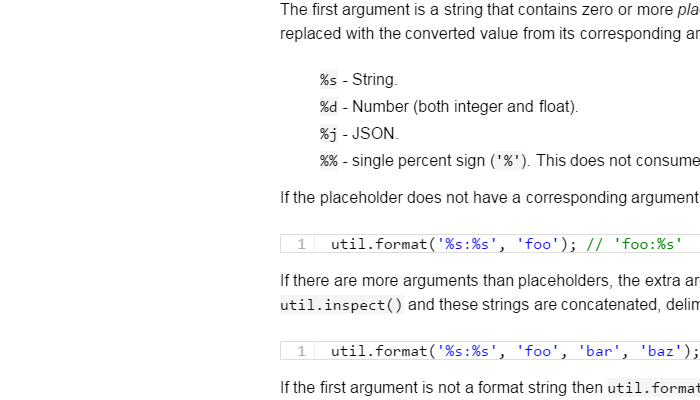 The first argument is a string that contains zero or more
replaced with the converted value from its corresponding
%s - String.
%d - Number (both integer and float).
%j - JSON.
%% - single percent sign ('%'). This does not consume
If the placeholder does not have a corresponding argument
1 util.format('%s:%s', 'foo'); // 'foo:%s'
If there are more arguments than placeholders, the extra
util.inspect() and these strings are concatenated,
1 util.format('%s:%s', 'foo', 'bar', 'baz');
If the first argument is not a format string then util.format